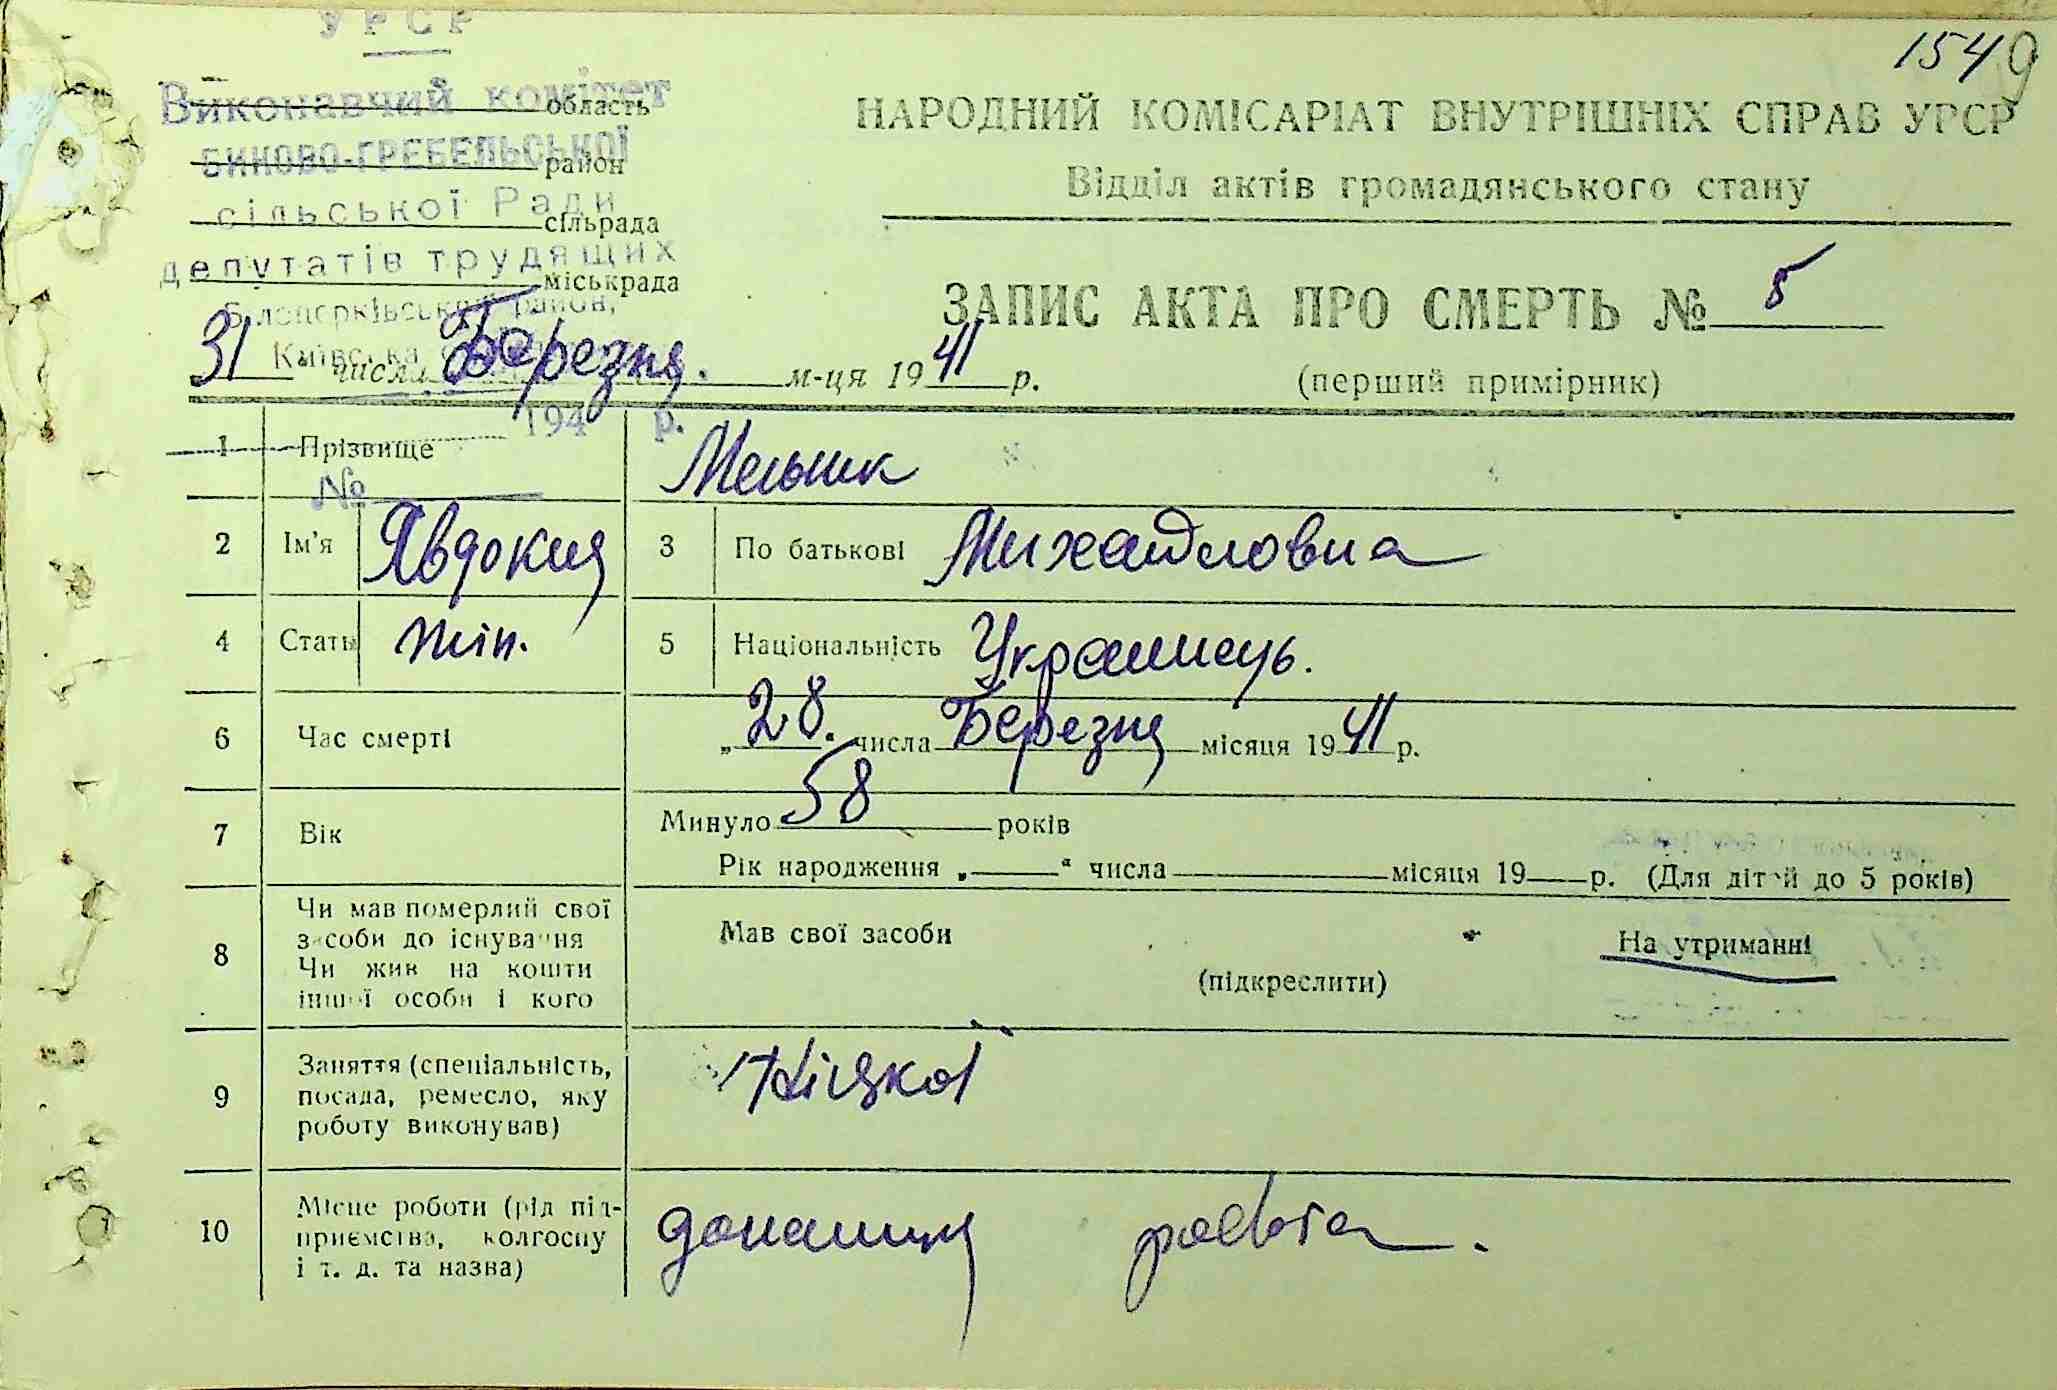 УРСР
1549
Виконавчий комітет
область
НАРОДНИЙ КОМІСАРІАТ ВНУТРІШНІХ СПРАВ УРСР
БИКОВО-ГРЕБЕЛЬСЬКОЇ
район
Відділ актів громадянського стану
сільської Ради
сільрада
депутатів трудящих
міськрада
Білоцерківський район,
ЗАПИС АКТА ПРО СМЕРТЬ № 5
Київська
31 числа Березня. м-ця 1941 р.
(перший примірник)
194 р.
1 Прізвище Мельник
№
2 Ім'я Явдокия 3 По батькові Михайловна
4 Стать жін. 5 Національність Украинець.
6 Час смерті „28" числа Березня місяця 1941 р.
7 Вік Минуло 58 років
Рік народження „ " числа місяця 19 р. (Для дітей до 5 років)
8 Чи мав померлий свої засоби до існування Чи жив на кошти іншої особи і кого
Мав свої засоби На утриманні
(підкреслити)
9 Заняття (спеціальність, посада, ремесло, яку роботу виконував)
10 Місце роботи (рід підприємства, колгоспу і т. д. та назва)
домашня работа.